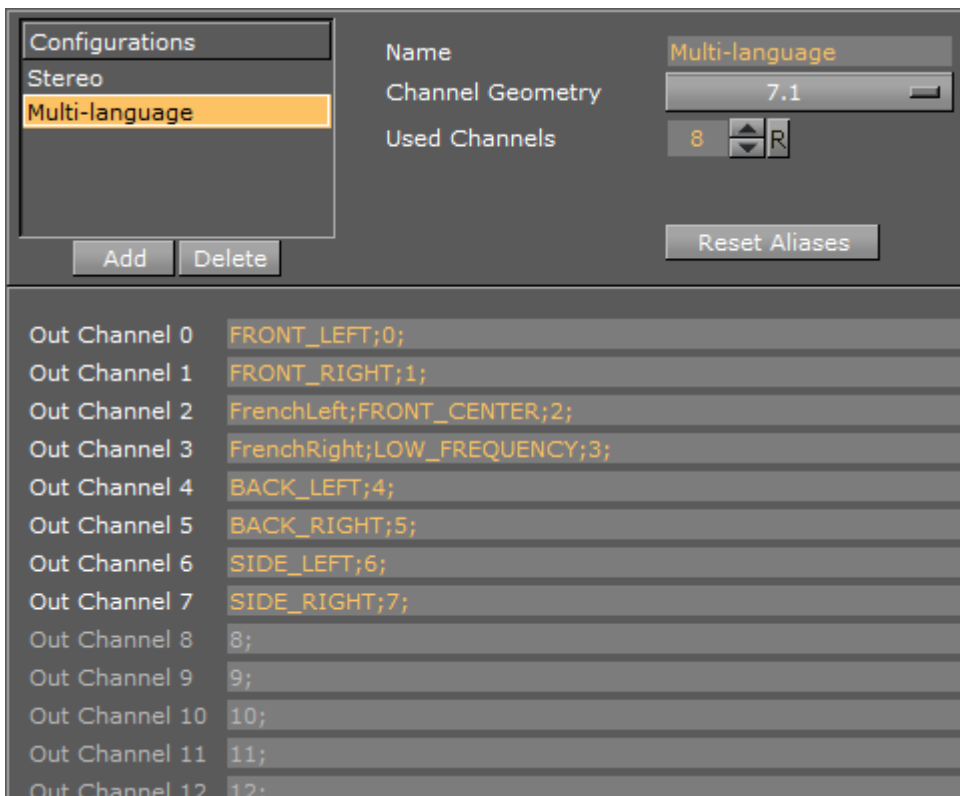 Configurations
Stereo
Multi-language
Add Delete
Name Multi-language
Channel Geometry 7.1
Used Channels 8 R
Reset Aliases
Out Channel 0 FRONT_LEFT;0;
Out Channel 1 FRONT_RIGHT;1;
Out Channel 2 FrenchLeft;FRONT_CENTER;2;
Out Channel 3 FrenchRight;LOW_FREQUENCY;3;
Out Channel 4 BACK_LEFT;4;
Out Channel 5 BACK_RIGHT;5;
Out Channel 6 SIDE_LEFT;6;
Out Channel 7 SIDE_RIGHT;7;
Out Channel 8 8;
Out Channel 9 9;
Out Channel 10 10;
Out Channel 11 11;
Out Channel 12 12;